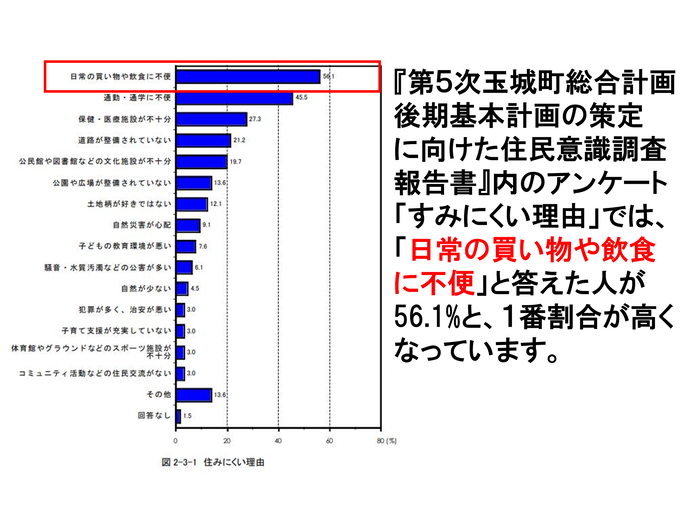 日常の買い物や飲食に不便 56.1
通勤・通学に不便 45.5
保健・医療施設が不十分 27.3
道路が整備されていない 21.2
公民館や図書館などの文化施設が不十分 19.7
公園や広場が整備されていない 13.6
土地柄が好きではない 12.1
自然災害が心配 9.1
子どもの教育環境が悪い 7.6
騒音・水質汚濁などの公害が多い 6.1
自然が少ない 4.5
犯罪が多く、治安が悪い 3.0
子育て支援が充実していない 3.0
体育館やグラウンドなどのスポーツ施設が
不十分 3.0
コミュニティ活動などの住民交流がない 3.0
その他 13.6
回答なし 1.5
0 20 40 60 80 (%)
図 2-3-1 住みにくい理由
『第5次玉城町総合計画
後期基本計画の策定
に向けた住民意識調査
報告書』内のアンケート
「すみにくい理由」では、
「日常の買い物や飲食
に不便」と答えた人が
56.1%と、1番割合が高く
なっています。